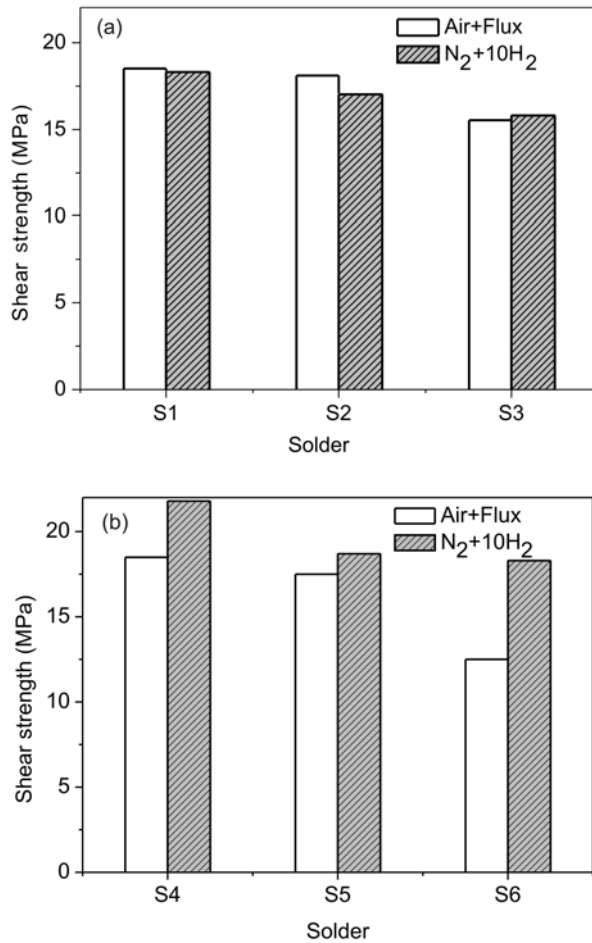 (a)
Air+Flux
N2+10H2
20
15
10
5
0
Shear strength (MPa)
S1 S2 S3
Solder
(b)
Air+Flux
N2+10H2
20
15
10
5
0
Shear strength (MPa)
S4 S5 S6
Solder